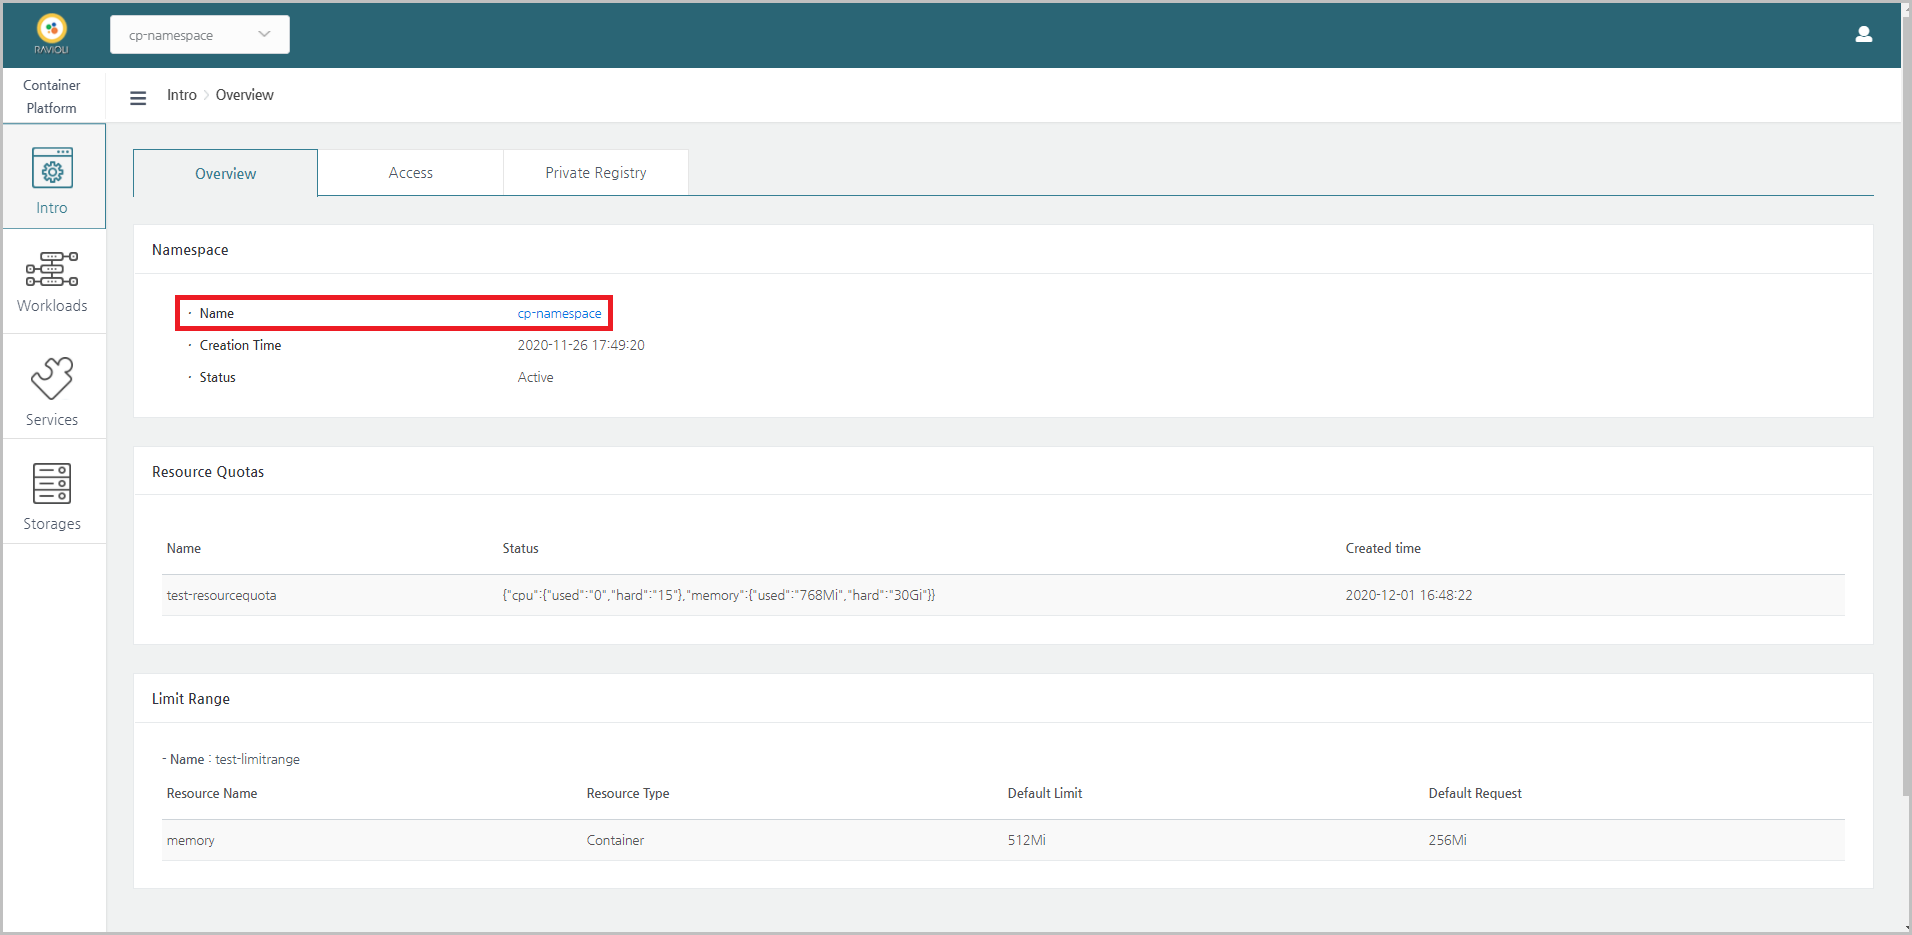 RAVIOLI
cp-namespace
Container
Platform
Intro Overview
Intro
Workloads
Services
Storages
Overview Access Private Registry
Namespace
· Name cp-namespace
· Creation Time 2020-11-26 17:49:20
· Status Active
Resource Quotas
Name Status Created time
test-resourcequota {"cpu":{"used":"0","hard":"15"},"memory":{"used":"768Mi","hard":"30Gi"}} 2020-12-01 16:48:22
Limit Range
- Name : test-limitrange
Resource Name Resource Type Default Limit Default Request
memory Container 512Mi 256Mi